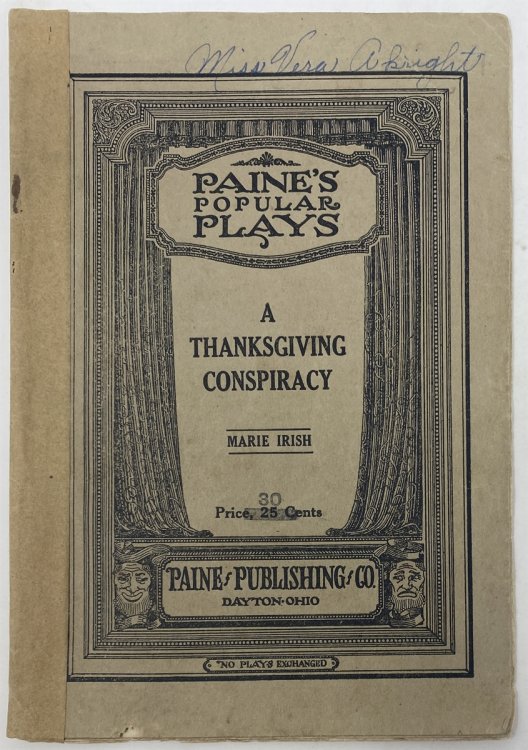 Miss Vera Akright
PAINE'S
POPULAR
PLAYS
A
THANKSGIVING
CONSPIRACY
MARIE IRISH
30
Price, 25 Cents
PAINE PUBLISHING CO.
DAYTON·OHIO
"NO PLAYS EXCHANGED"